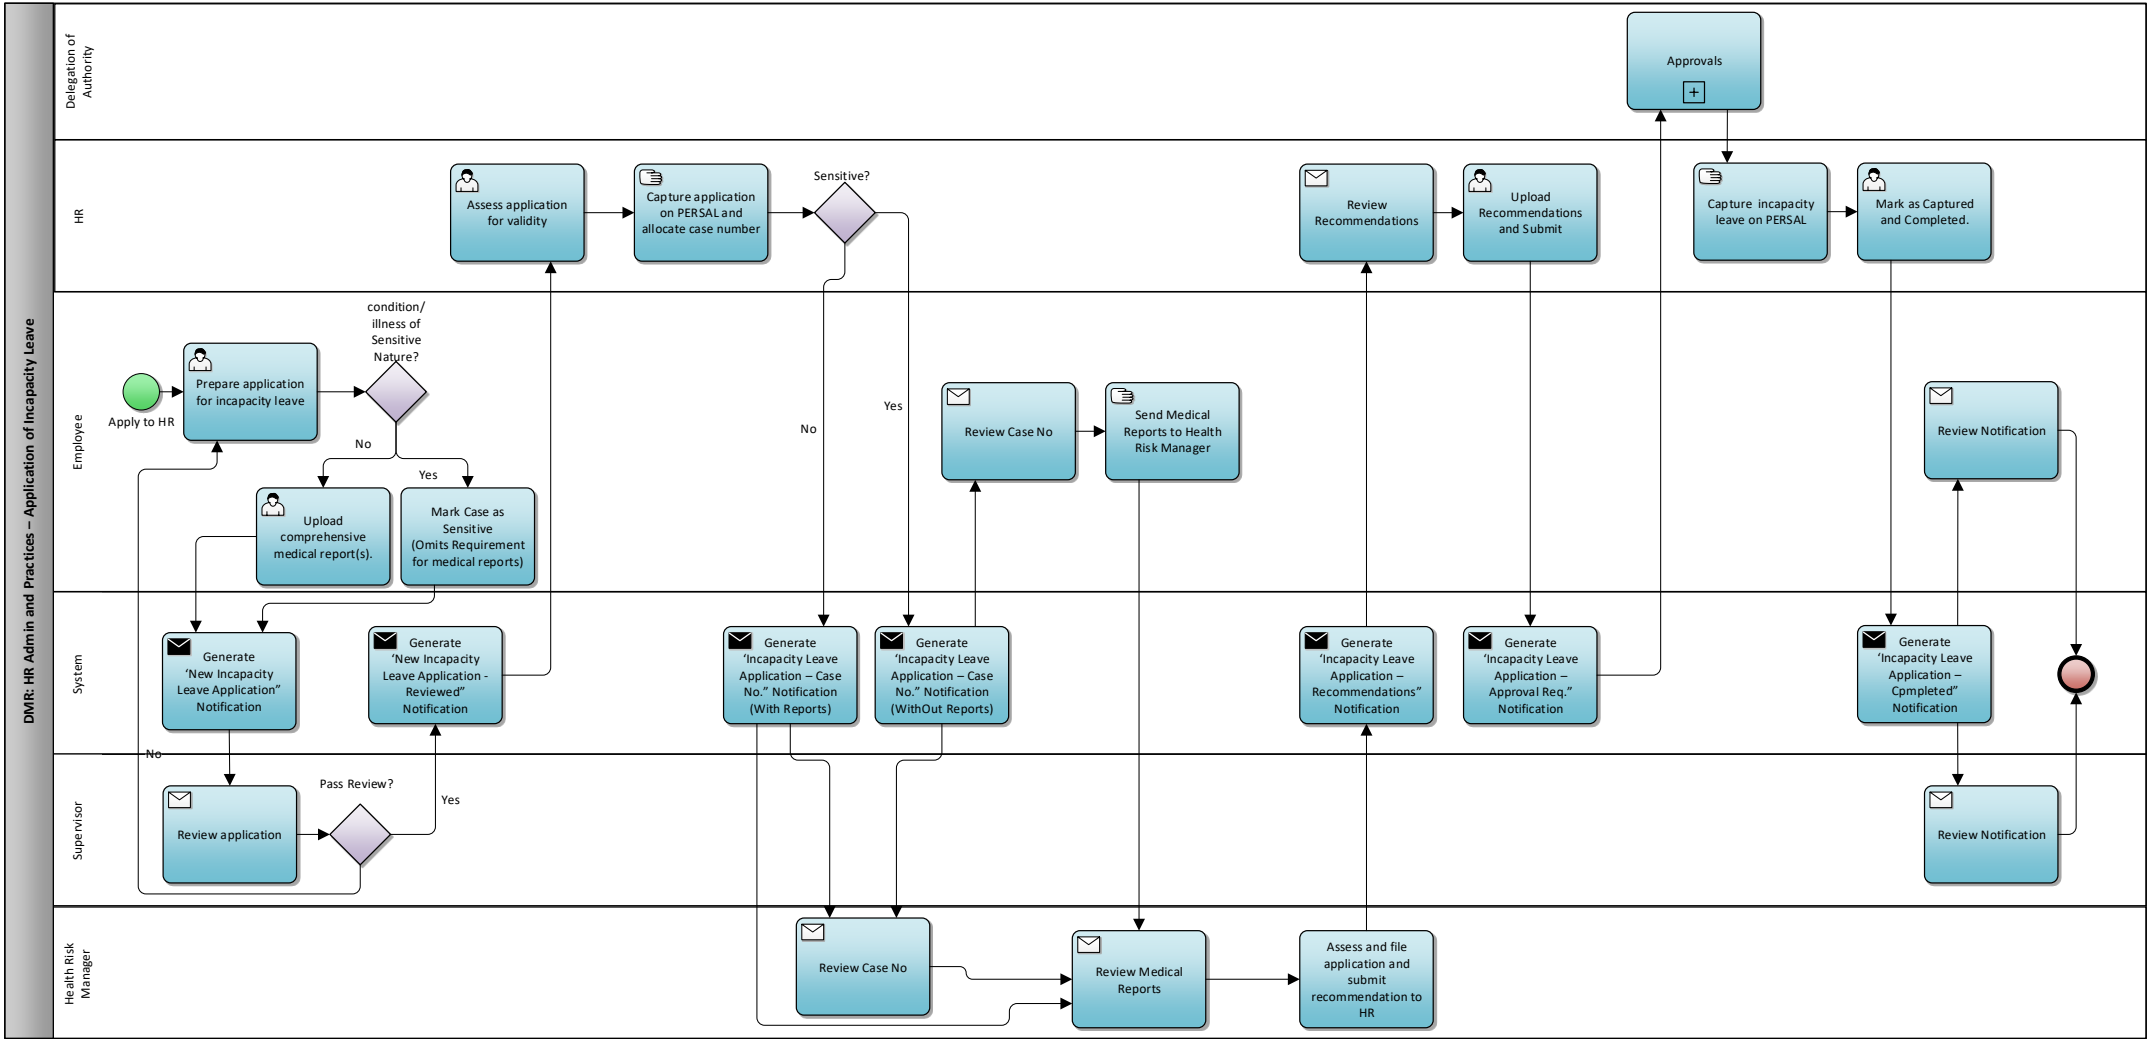 DMR: HR Admin and Practices – Application of Incapacity Leave
Delegation of
Authority
Approvals
HR
Assess application
for validity
Capture application
on PERSAL and
allocate case number
Sensitive?
Review
Recommendations
Upload
Recommendations
and Submit
Capture incapacity
leave on PERSAL
Mark as Captured
and Completed.
Employee
Apply to HR
Prepare application
for incapacity leave
condition/
illness of
Sensitive
Nature?
No
Yes
Upload
comprehensive
medical report(s).
Mark Case as
Sensitive
(Omits Requirement
for medical reports)
No
Yes
Review Case No
Send Medical
Reports to Health
Risk Manager
Review Notification
System
Generate
‘New Incapacity
Leave Application”
Notification
Generate
‘New Incapacity
Leave Application -
Reviewed”
Notification
Generate
‘Incapacity Leave
Application – Case
No.” Notification
(With Reports)
Generate
‘Incapacity Leave
Application – Case
No.” Notification
(WithOut Reports)
Generate
‘Incapacity Leave
Application –
Recommendations”
Notification
Generate
“Incapacity Leave
Application –
Approval Req.”
Notification
Generate
‘Incapacity Leave
Application –
Cpmpleted”
Notification
No
Supervisor
Review application
Pass Review?
Yes
Review Notification
Health Risk
Manager
Review Case No
Review Medical
Reports
Assess and file
application and
submit
recommendation to
HR